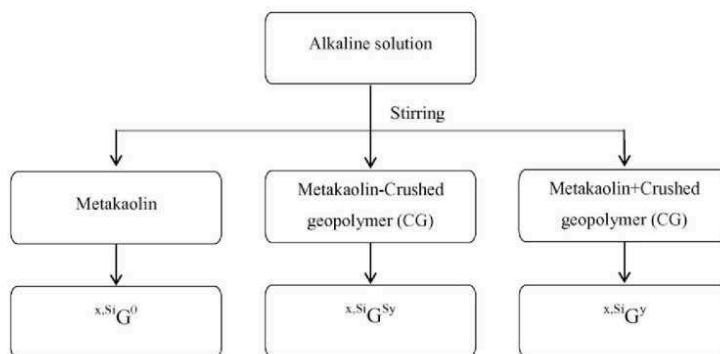 Alkaline solution
Stirring
Metakaolin
Metakaolin-Crushed
geopolymer (CG)
Metakaolin+Crushed
geopolymer (CG)
x,SiG0
x,SiGSy
x,SiGy